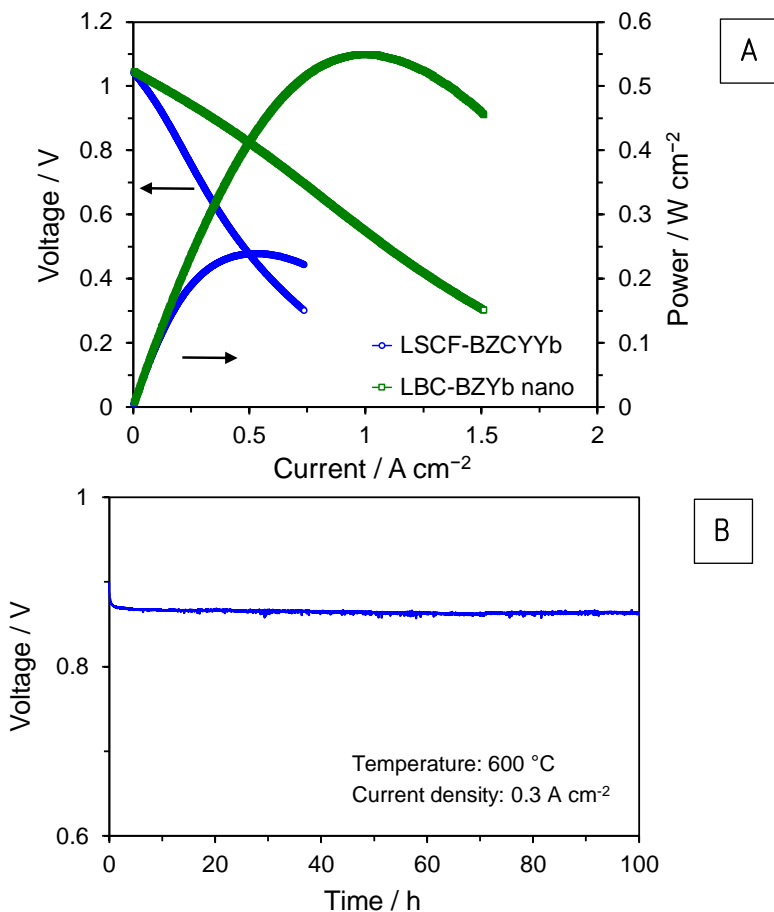 A
1.2
1
0.8
0.6
0.4
0.2
0
Voltage / V
0.6
0.5
0.4
0.3
0.2
0.1
0
Power / W cm⁻²
LSCF-BZCYYb
LBC-BZYb nano
0 0.5 1 1.5 2
Current / A cm⁻²
B
1
0.8
0.6
Voltage / V
Temperature: 600 °C
Current density: 0.3 A cm⁻²
0 20 40 60 80 100
Time / h